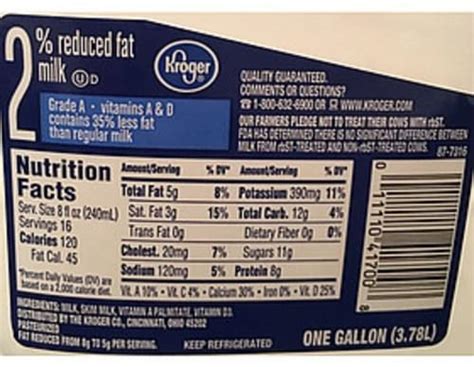 2
% reduced fat
milk Ⓤ D
Kroger
Grade A · vitamins A & D
contains 35% less fat
than regular milk
QUALITY GUARANTEED.
COMMENTS OR QUESTIONS?
☎ 1-800-632-6900 OR WWW.KROGER.COM
OUR FARMERS PLEDGE NOT TO TREAT THEIR COWS WITH rbST.
FDA HAS DETERMINED THERE IS NO SIGNIFICANT DIFFERENCE BETWEEN
MILK FROM rbST-TREATED AND NON-rbST-TREATED COWS. 87-7316
Nutrition
Facts
Serv. Size 8 fl oz (240mL)
Servings 16
Calories 120
Fat Cal. 45
*Percent Daily Values (DV) are
based on a 2,000 calorie diet.
Amount/Serving % DV* Amount/Serving % DV*
Total Fat 5g 8% Potassium 390mg 11%
Sat. Fat 3g 15% Total Carb. 12g 4%
Trans Fat 0g Dietary Fiber 0g 0%
Cholest. 20mg 7% Sugars 11g
Sodium 120mg 5% Protein 8g
Vit. A 10% • Vit. C 4% • Calcium 30% • Iron 0% • Vit. D 25%
INGREDIENTS: MILK, SKIM MILK, VITAMIN A PALMITATE, VITAMIN D3.
DISTRIBUTED BY THE KROGER CO., CINCINNATI, OHIO 45202
PASTEURIZED
FAT REDUCED FROM 8g TO 5g PER SERVING. KEEP REFRIGERATED
ONE GALLON (3.78L)
0 11110 41700 8